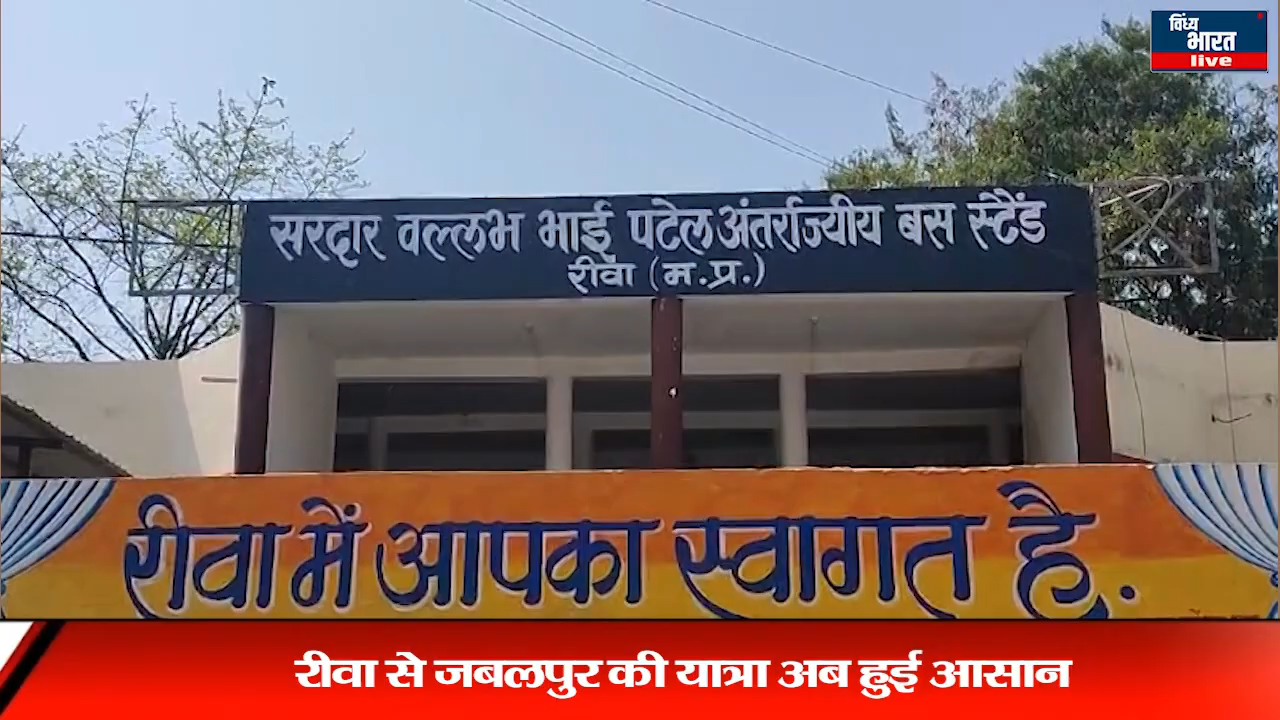 विंध्य
भारत
live
सरदार वल्लभ भाई पटेल अंतर्राज्यीय बस स्टैंड
रीवा (म.प्र.)
रीवा में आपका स्वागत है.
रीवा से जबलपुर की यात्रा अब हुई आसान